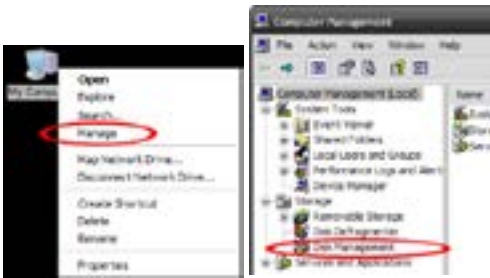 My Compu
Open
Explore
Search...
Manage
Map Network Drive...
Disconnect Network Drive...
Create Shortcut
Delete
Rename
Properties
Computer Management
File Action View Window Help
Computer Management (Local)
System Tools
Event Viewer
Shared Folders
Local Users and Groups
Performance Logs and Alert
Device Manager
Storage
Removable Storage
Disk Defragmenter
Disk Management
Services and Applications
Name